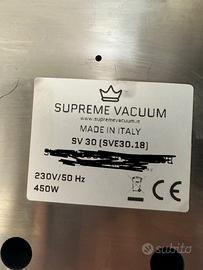 SUPREME VACUUM
www.supremevacuum.it
MADE IN ITALY
SV 30 (SVE30.18)
230V/50 Hz
450W
CE
subito